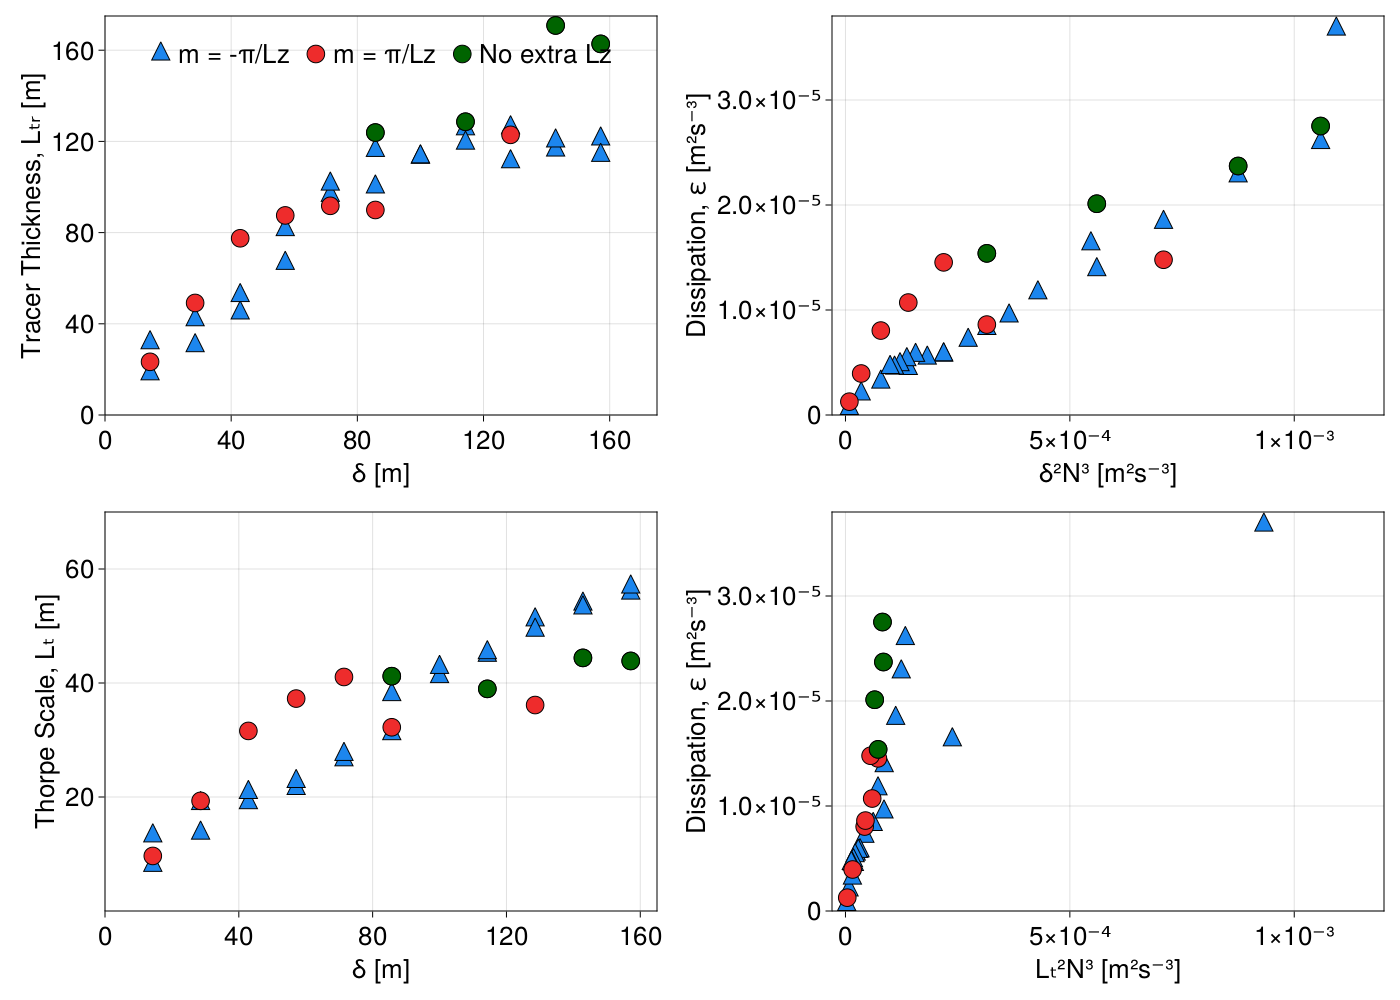 160
120
80
40
0
0
40
80
120
160
Tracer Thickness, Lₜᵣ [m]
δ [m]
m = -π/Lz
m = π/Lz
No extra Lz
3.0×10⁻⁵
2.0×10⁻⁵
1.0×10⁻⁵
0
0
5×10⁻⁴
1×10⁻³
Dissipation, ε [m²s⁻³]
δ²N³ [m²s⁻³]
60
40
20
0
40
80
120
160
Thorpe Scale, Lₜ [m]
δ [m]
3.0×10⁻⁵
2.0×10⁻⁵
1.0×10⁻⁵
0
0
5×10⁻⁴
1×10⁻³
Dissipation, ε [m²s⁻³]
Lₜ²N³ [m²s⁻³]